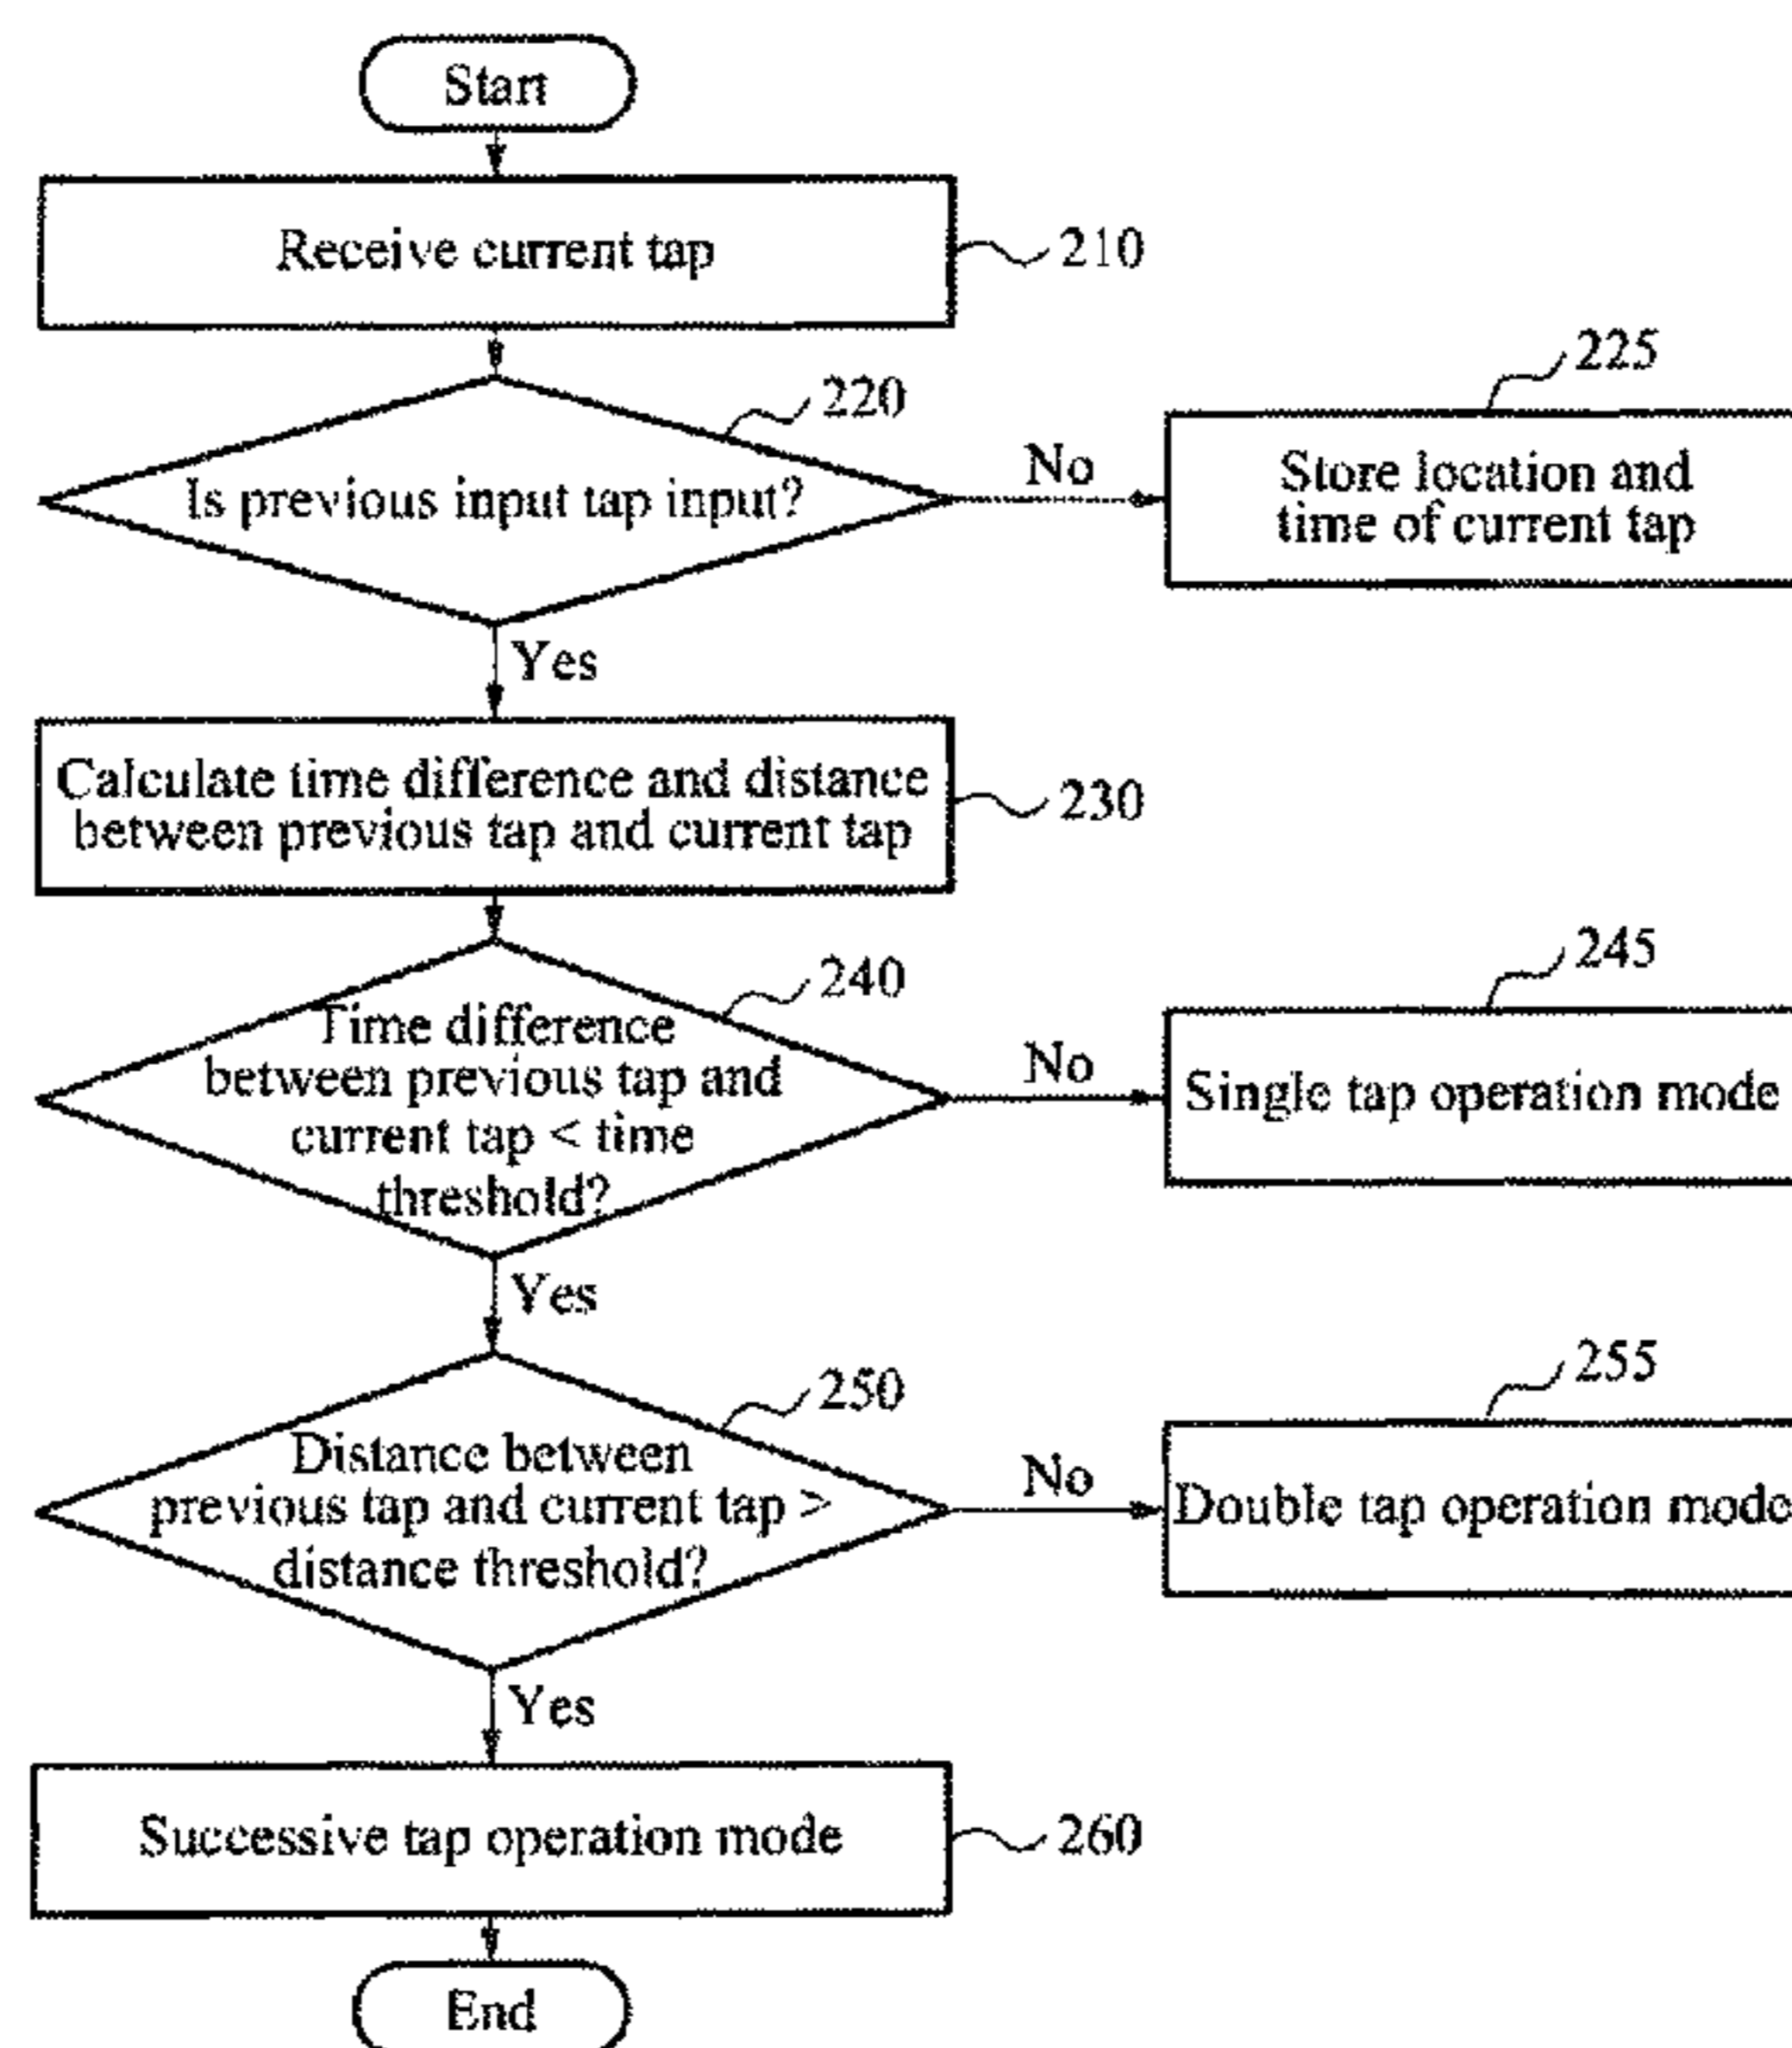 Start
Receive current tap
210
220
Is previous input tap input?
No
225
Store location and
time of current tap
Yes
Calculate time difference and distance
between previous tap and current tap
230
240
Time difference
between previous tap and
current tap < time
threshold?
No
245
Single tap operation mode
Yes
250
Distance between
previous tap and current tap >
distance threshold?
No
255
Double tap operation mode
Yes
Successive tap operation mode
260
End